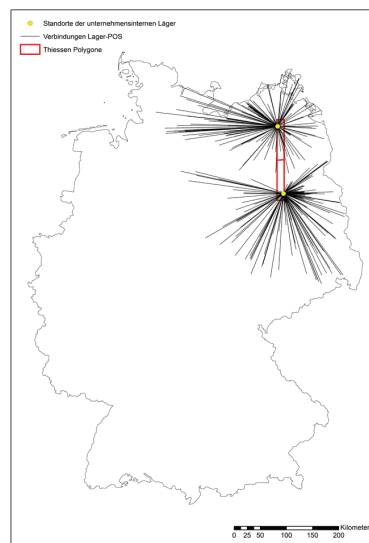 Standorte der unternehmensinternen Läger
Verbindungen Lager-POS
Thiessen Polygone
Kilometer
0 25 50 100 150 200